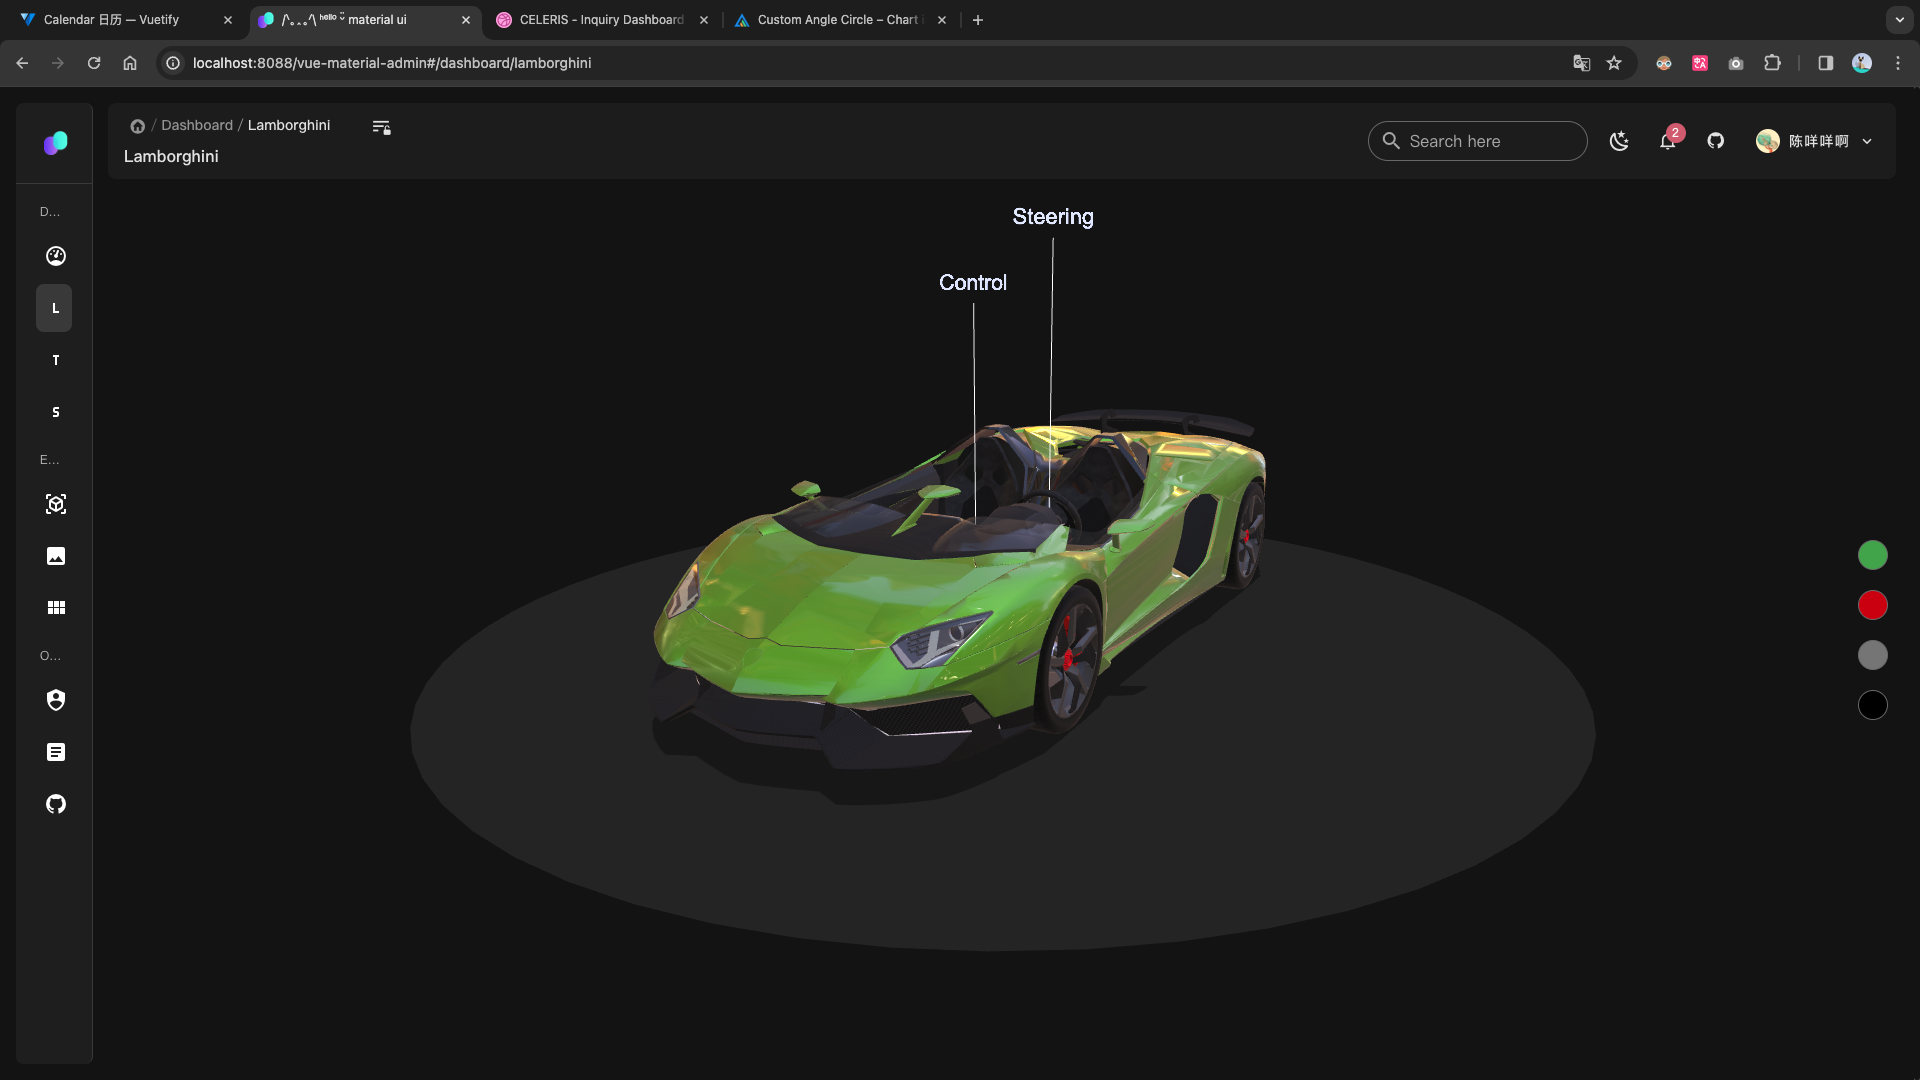 Calendar 日历 — Vuetify
/\｡｡｡/\ ʰᵉˡˡᵒ ᵕ̈ material ui
CELERIS - Inquiry Dashboard
Custom Angle Circle – Chart
localhost:8088/vue-material-admin#/dashboard/lamborghini
/ Dashboard / Lamborghini
Lamborghini
Search here
2
陈咩咩啊
D...
L
T
S
E...
O...
Steering
Control